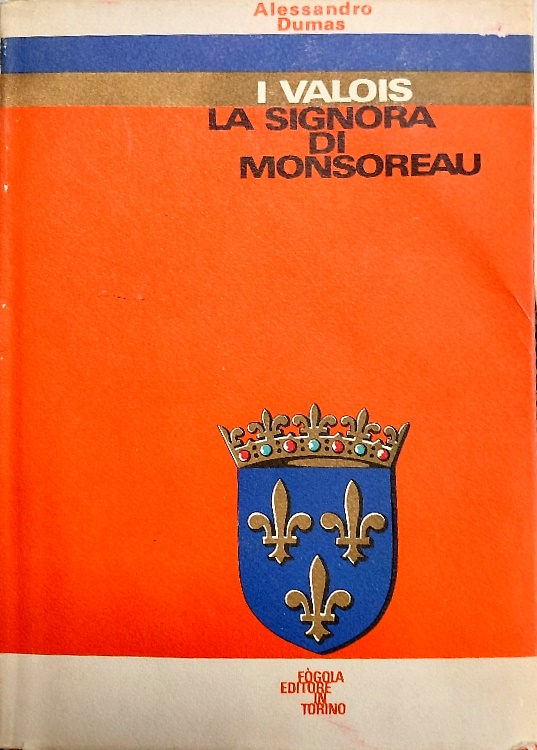 Alessandro
Dumas
I VALOIS
LA SIGNORA
DI
MONSOREAU
FÒGOLA
EDITORE
IN
TORINO